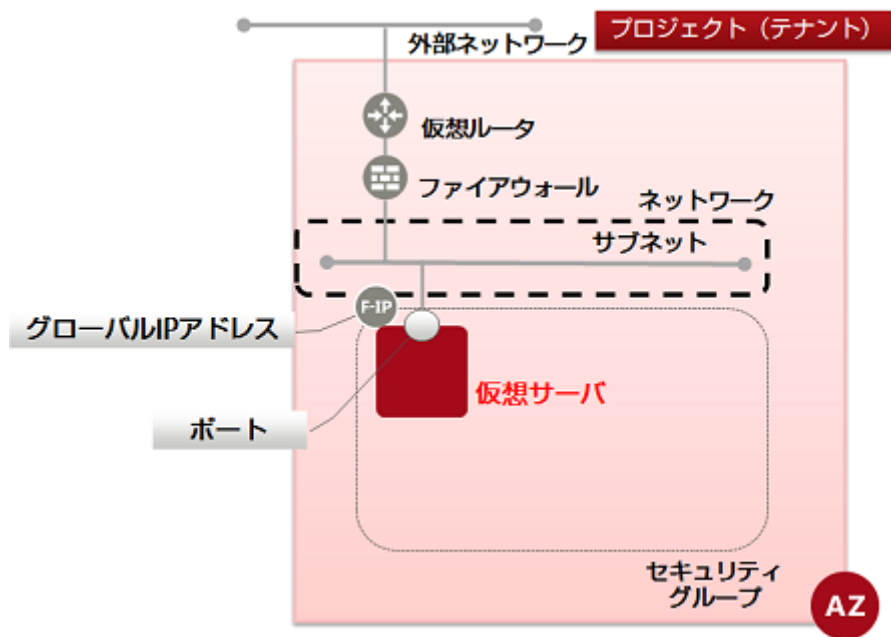 プロジェクト（テナント）
外部ネットワーク
仮想ルータ
ファイアウォール
ネットワーク
サブネット
F-IP
グローバルIPアドレス
仮想サーバ
ポート
セキュリティ
グループ
AZ